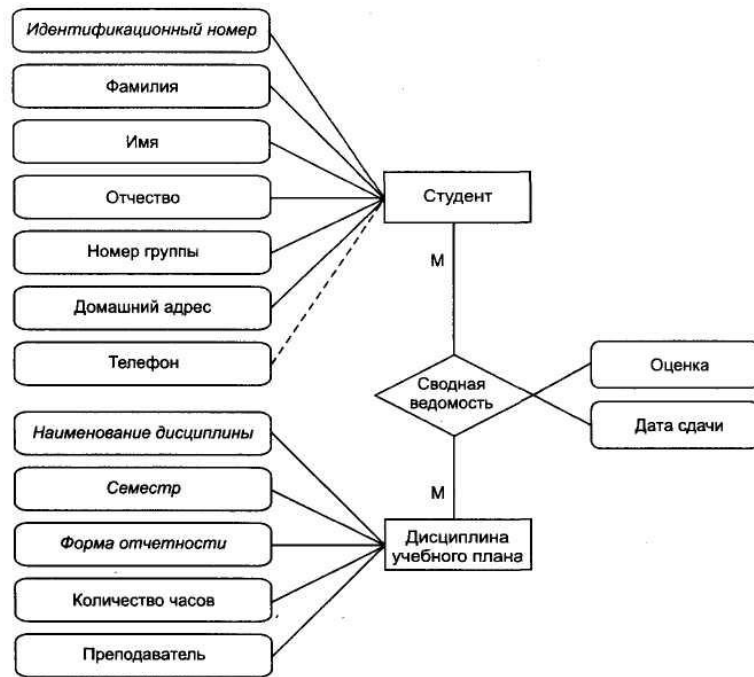 Идентификационный номер
Фамилия
Имя
Отчество
Номер группы
Домашний адрес
Телефон
Студент
М
Сводная
ведомость
Оценка
Дата сдачи
М
Наименование дисциплины
Семестр
Форма отчетности
Количество часов
Преподаватель
Дисциплина
учебного плана